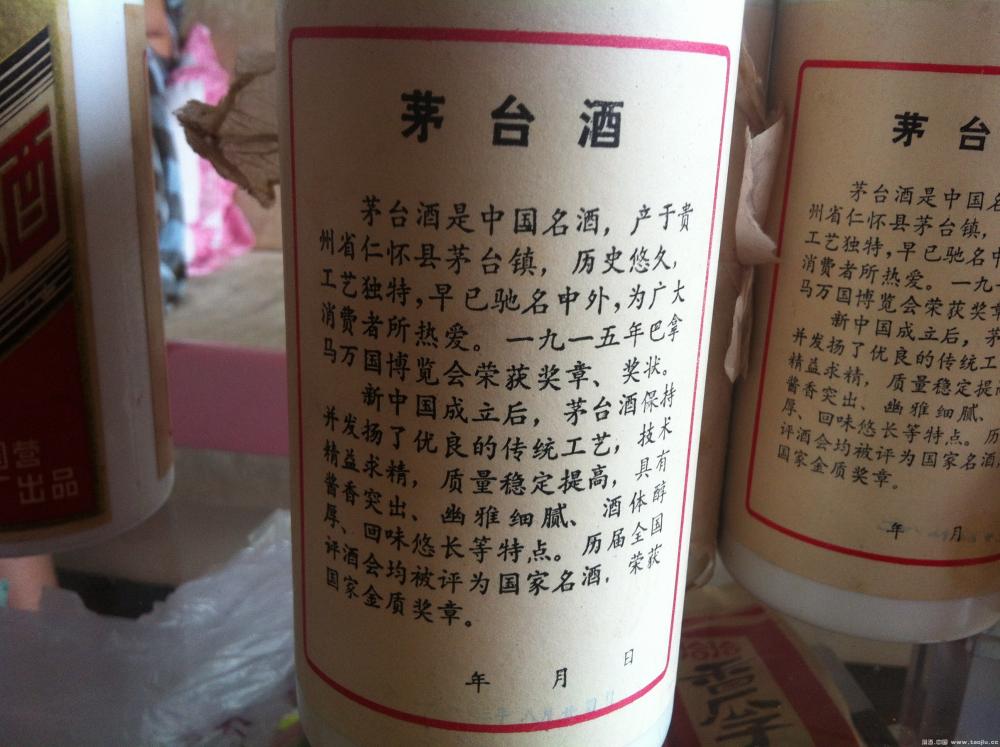 茅台酒
茅台酒是中国名酒，产于贵
州省仁怀县茅台镇，历史悠久，
工艺独特，早已驰名中外，为广大
消费者所热爱。一九一五年巴拿
马万国博览会荣获奖章、奖状。
新中国成立后，茅台酒保持
并发扬了优良的传统工艺，技术
精益求精，质量稳定提高，具有
酱香突出、幽雅细腻、酒体醇
厚、回味悠长等特点。历届全国
评酒会均被评为国家名酒，荣获
国家金质奖章。
年 月 日
茅台
茅台酒是中国名
州省仁怀县茅台镇，
工艺独特，早已驰名中
消费者所热爱。一九一
马万国博览会荣获奖章
新中国成立后，茅
并发扬了优良的传统工
精益求精，质量稳定提
酱香突出、幽雅细腻、
厚、回味悠长等特点。历
评酒会均被评为国家名酒
国家金质奖章。
年 月
酒
营
出品
香瓜子
www.taojiu.cc